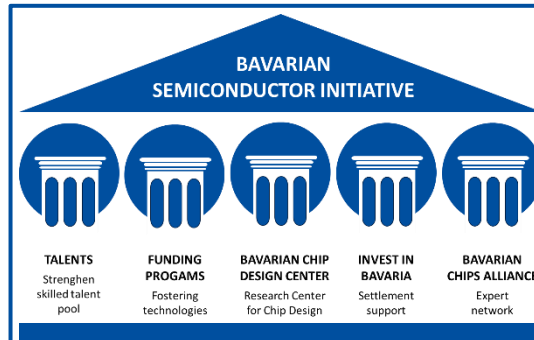 BAVARIAN
SEMICONDUCTOR INITIATIVE
TALENTS
Strenghen
skilled talent
pool
FUNDING
PROGAMS
Fostering
technologies
BAVARIAN CHIP
DESIGN CENTER
Research Center
for Chip Design
INVEST IN
BAVARIA
Settlement
support
BAVARIAN
CHIPS ALLIANCE
Expert
network